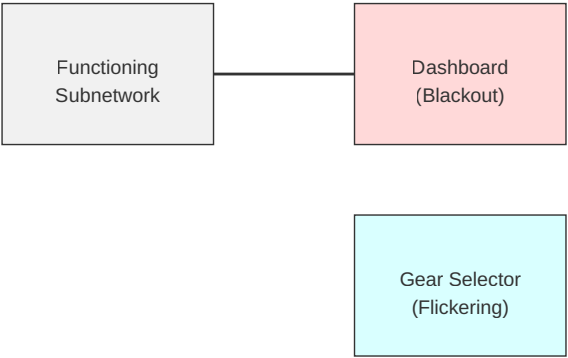 Functioning
Subnetwork
Dashboard
(Blackout)
Gear Selector
(Flickering)